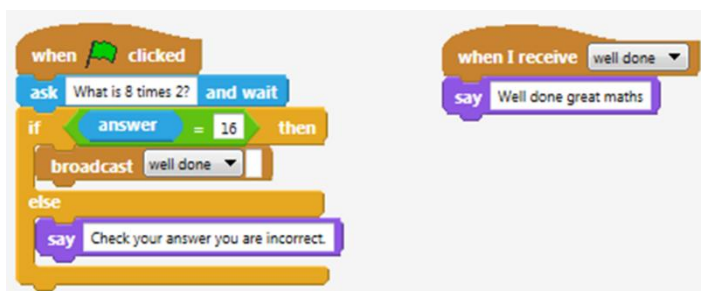 when clicked
ask What is 8 times 2? and wait
if answer = 16 then
broadcast well done
else
say Check your answer you are incorrect.
when I receive well done
say Well done great maths